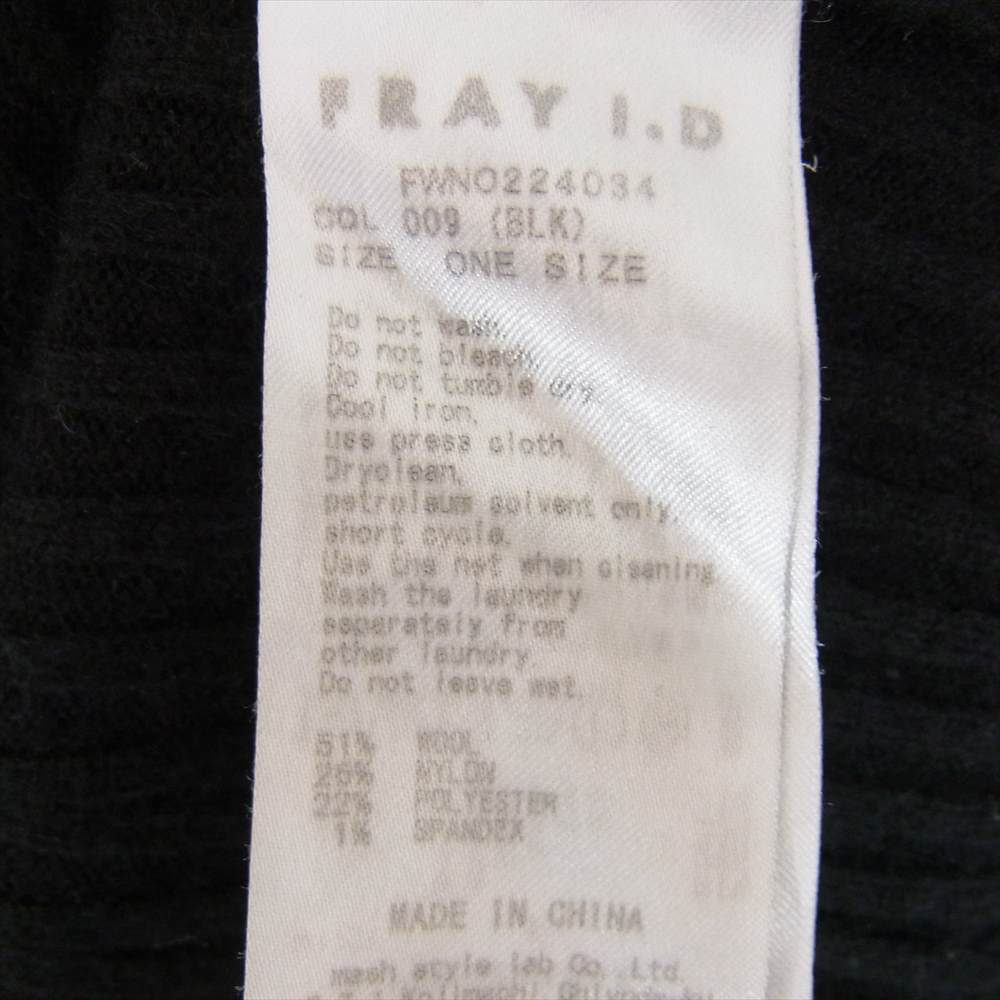 FRAY I.D
FWNO224034
COL 009 (BLK)
SIZE ONE SIZE
Do not wash.
Do not bleach.
Do not tumble dry.
Cool iron.
use press cloth.
Dryclean.
petroleum solvent only.
short cycle.
Use the net when cleaning.
Wash the laundry
separately from
other laundry.
Do not leave wet.
51% WOOL
26% NYLON
22% POLYESTER
1% SPANDEX
MADE IN CHINA
mash style lab Co.,Ltd.
Kojimachi